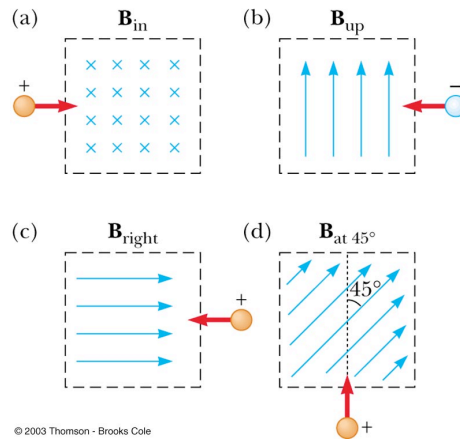 (a) B_in
+
(b) B_up
−
(c) B_right
+
(d) B_at 45°
45°
+
© 2003 Thomson - Brooks Cole